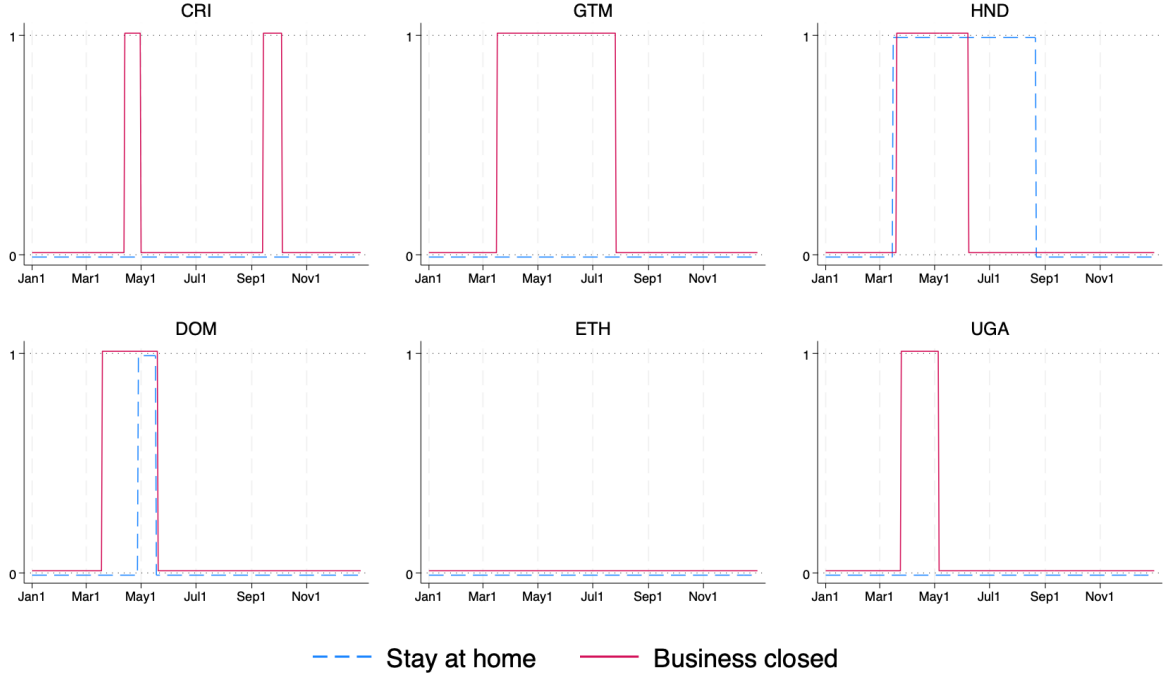 CRI GTM HND
1 1 1
0 0 0
Jan1 Mar1 May1 Jul1 Sep1 Nov1 Jan1 Mar1 May1 Jul1 Sep1 Nov1 Jan1 Mar1 May1 Jul1 Sep1 Nov1
DOM ETH UGA
1 1 1
0 0 0
Jan1 Mar1 May1 Jul1 Sep1 Nov1 Jan1 Mar1 May1 Jul1 Sep1 Nov1 Jan1 Mar1 May1 Jul1 Sep1 Nov1
Stay at home Business closed